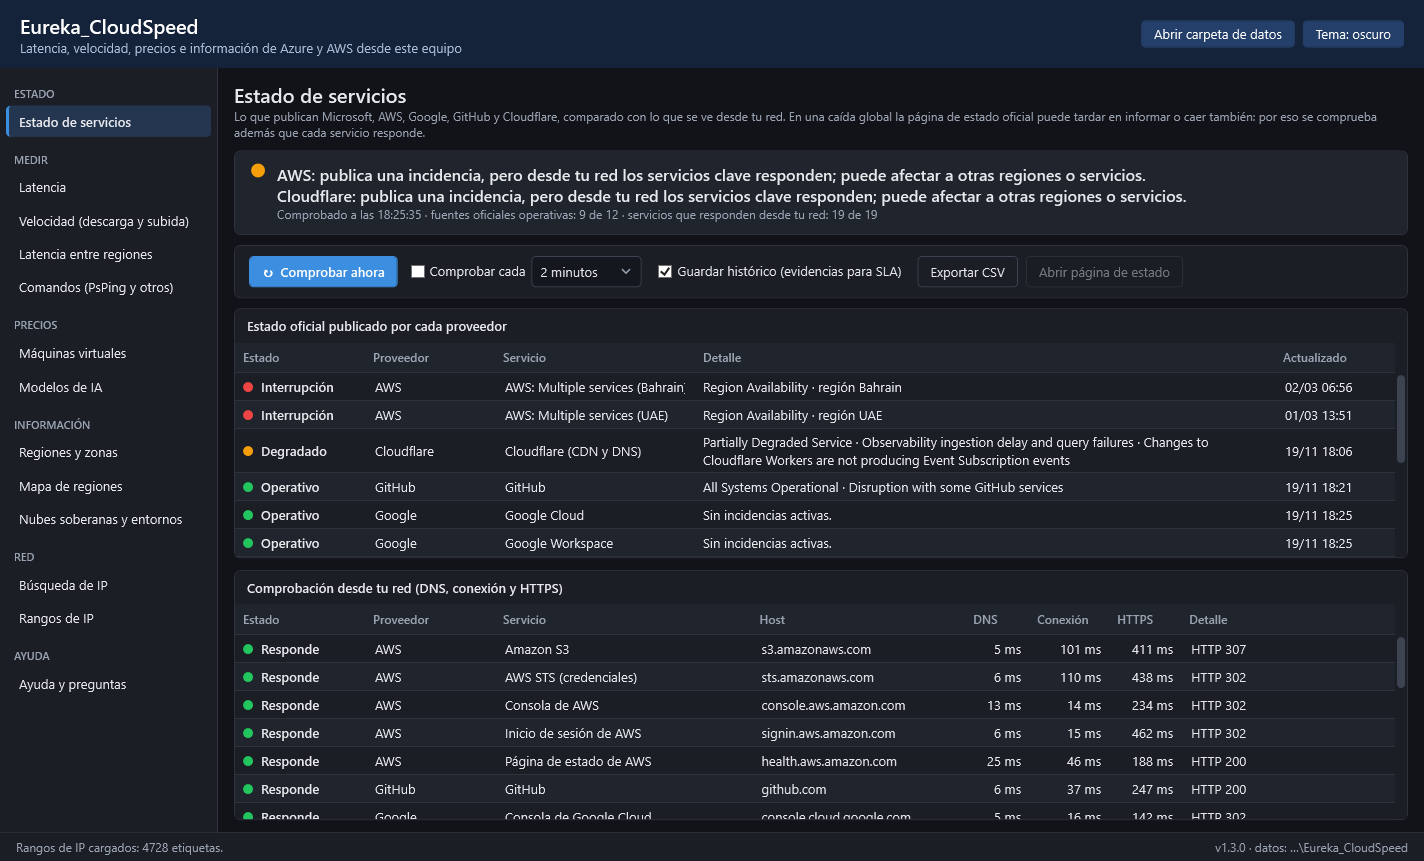 Eureka_CloudSpeed
Latencia, velocidad, precios e información de Azure y AWS desde este equipo
Abrir carpeta de datos
Tema: oscuro
ESTADO
Estado de servicios
MEDIR
Latencia
Velocidad (descarga y subida)
Latencia entre regiones
Comandos (PsPing y otros)
PRECIOS
Máquinas virtuales
Modelos de IA
INFORMACIÓN
Regiones y zonas
Mapa de regiones
Nubes soberanas y entornos
RED
Búsqueda de IP
Rangos de IP
AYUDA
Ayuda y preguntas
Estado de servicios
Lo que publican Microsoft, AWS, Google, GitHub y Cloudflare, comparado con lo que se ve desde tu red. En una caída global la página de estado oficial puede tardar en informar o caer también: por eso se comprueba
además que cada servicio responde.
AWS: publica una incidencia, pero desde tu red los servicios clave responden; puede afectar a otras regiones o servicios.
Cloudflare: publica una incidencia, pero desde tu red los servicios clave responden; puede afectar a otras regiones o servicios.
Comprobado a las 18:25:35 · fuentes oficiales operativas: 9 de 12 · servicios que responden desde tu red: 19 de 19
↻ Comprobar ahora
Comprobar cada
2 minutos
Guardar histórico (evidencias para SLA)
Exportar CSV
Abrir página de estado
Estado oficial publicado por cada proveedor
Estado Proveedor Servicio Detalle Actualizado
Interrupción AWS AWS: Multiple services (Bahrain) Region Availability · región Bahrain 02/03 06:56
Interrupción AWS AWS: Multiple services (UAE) Region Availability · región UAE 01/03 13:51
Degradado Cloudflare Cloudflare (CDN y DNS) Partially Degraded Service · Observability ingestion delay and query failures · Changes to
Cloudflare Workers are not producing Event Subscription events 19/11 18:06
Operativo GitHub GitHub All Systems Operational · Disruption with some GitHub services 19/11 18:21
Operativo Google Google Cloud Sin incidencias activas. 19/11 18:25
Operativo Google Google Workspace Sin incidencias activas. 19/11 18:25
Comprobación desde tu red (DNS, conexión y HTTPS)
Estado Proveedor Servicio Host DNS Conexión HTTPS Detalle
Responde AWS Amazon S3 s3.amazonaws.com 5 ms 101 ms 411 ms HTTP 307
Responde AWS AWS STS (credenciales) sts.amazonaws.com 6 ms 110 ms 438 ms HTTP 302
Responde AWS Consola de AWS console.aws.amazon.com 13 ms 14 ms 234 ms HTTP 302
Responde AWS Inicio de sesión de AWS signin.aws.amazon.com 6 ms 15 ms 462 ms HTTP 302
Responde AWS Página de estado de AWS health.aws.amazon.com 25 ms 46 ms 188 ms HTTP 200
Responde GitHub GitHub github.com 6 ms 37 ms 247 ms HTTP 200
Responde Google Consola de Google Cloud console.cloud.google.com 5 ms 16 ms 142 ms HTTP 302
Rangos de IP cargados: 4728 etiquetas.
v1.3.0 · datos: ...\Eureka_CloudSpeed